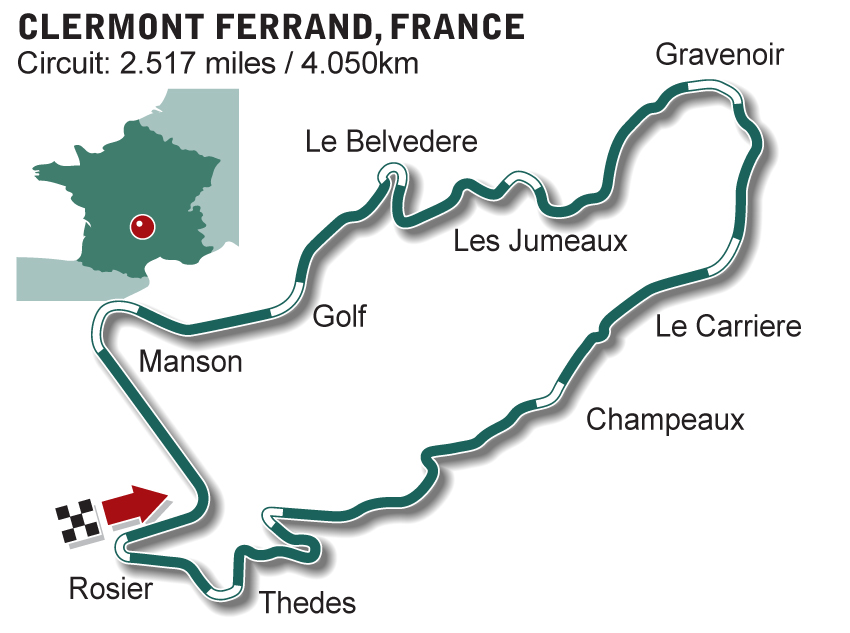 CLERMONT FERRAND, FRANCE
Circuit: 2.517 miles / 4.050km
Gravenoir
Le Belvedere
Les Jumeaux
Golf
Le Carriere
Manson
Champeaux
Rosier
Thedes